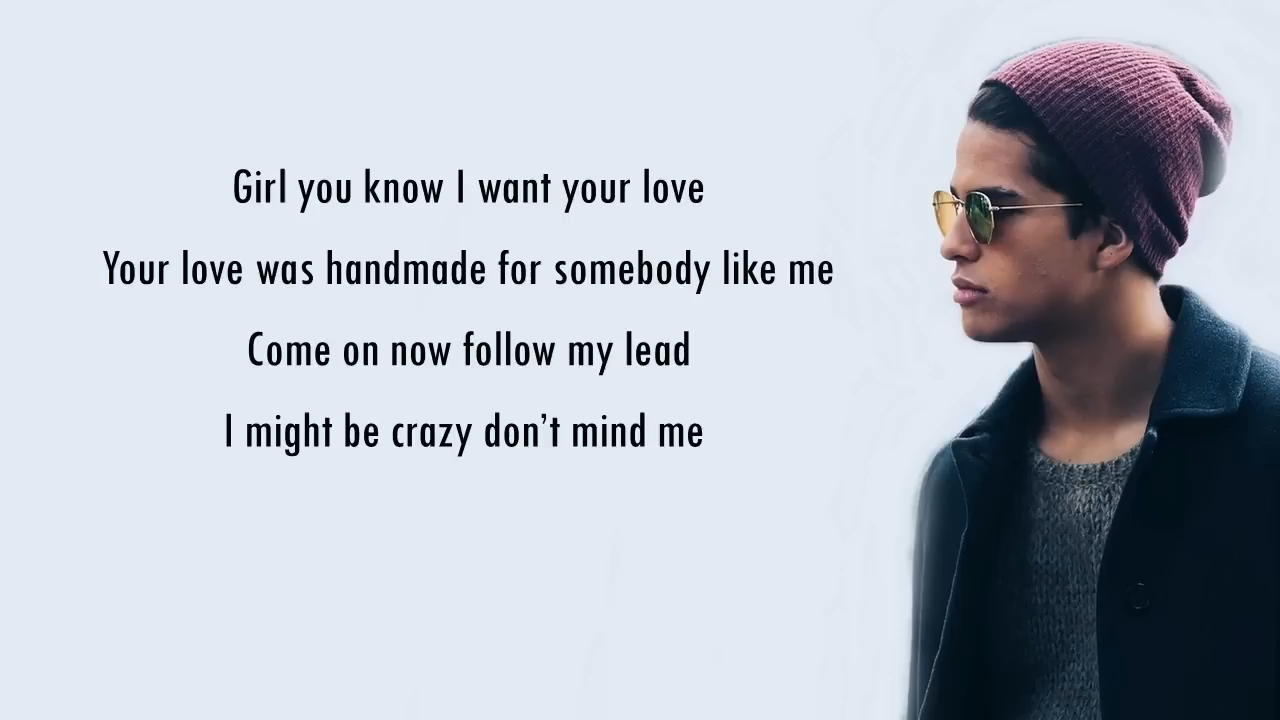 Girl you know I want your love
Your love was handmade for somebody like me
Come on now follow my lead
I might be crazy don’t mind me